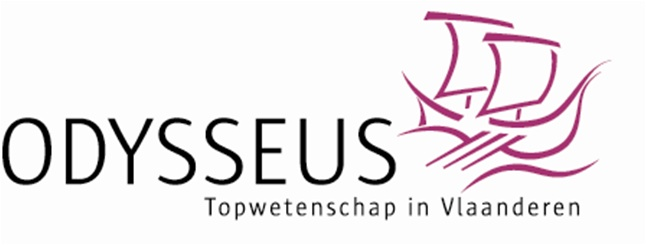 ODYSSEUS
Topwetenschap in Vlaanderen